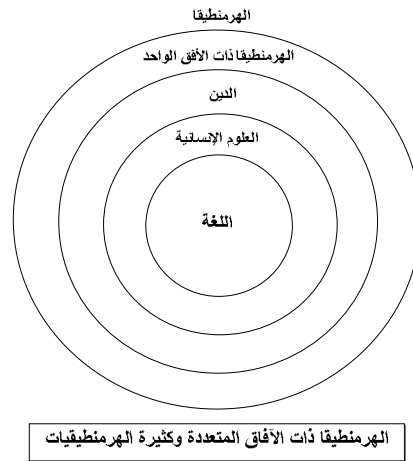 الهرمنطيقا
الهرمنطيقا ذات الأفق الواحد
الدين
العلوم الإنسانية
اللغة
الهرمنطيقا ذات الآفاق المتعددة وكثيرة الهرمنطيقيات